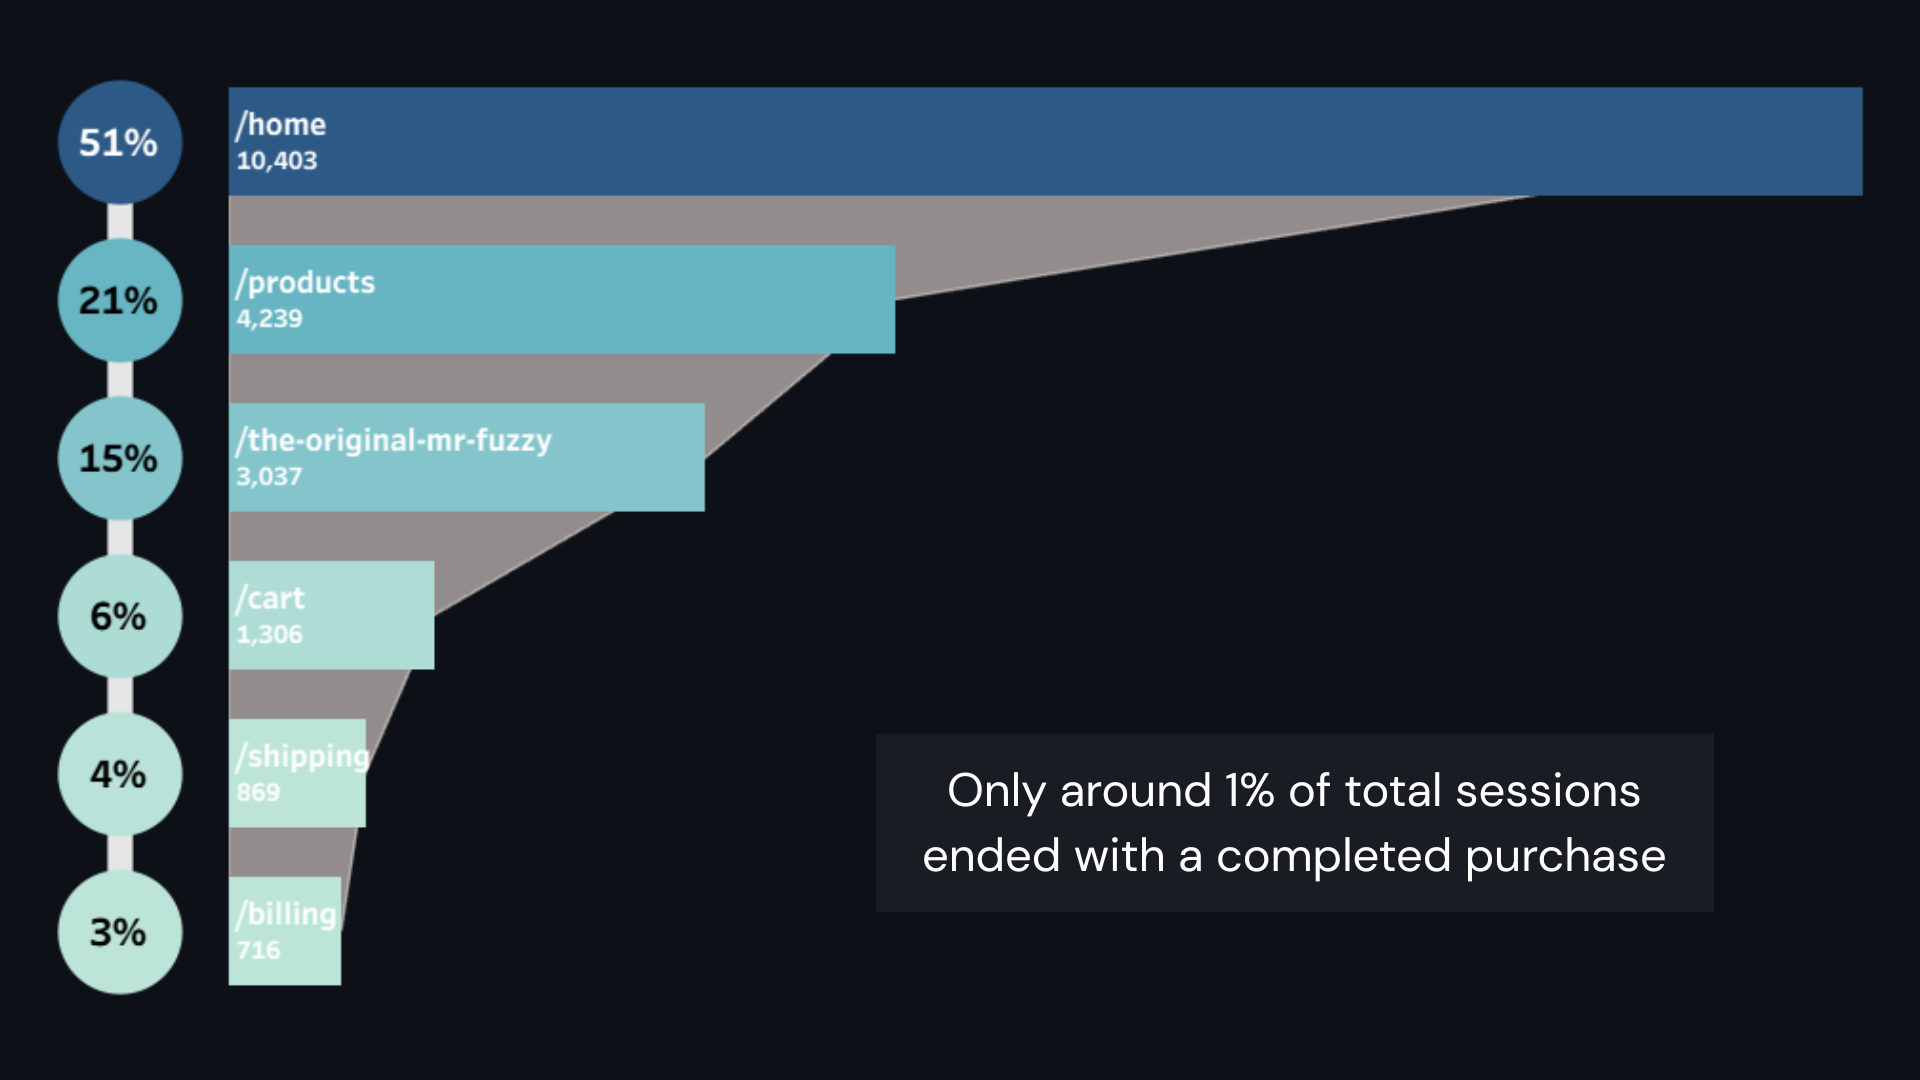 51%
/home
10,403
21%
/products
4,239
15%
/the-original-mr-fuzzy
3,037
6%
/cart
1,306
4%
/shipping
869
3%
/billing
716
Only around 1% of total sessions
ended with a completed purchase